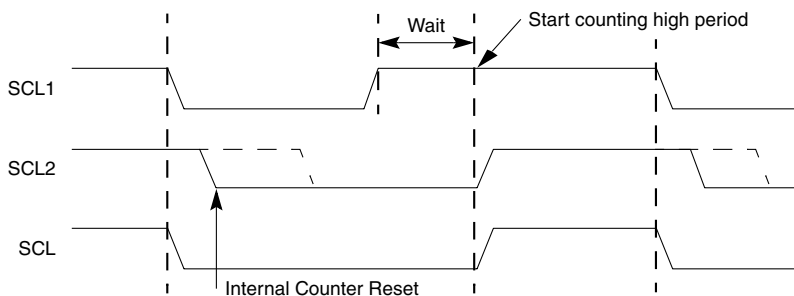 Wait
Start counting high period
SCL1
SCL2
SCL
Internal Counter Reset